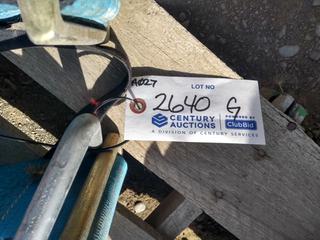 LOT NO
A027
2640 G
CENTURY AUCTIONS
POWERED BY ClubBid
A DIVISION OF CENTURY SERVICES